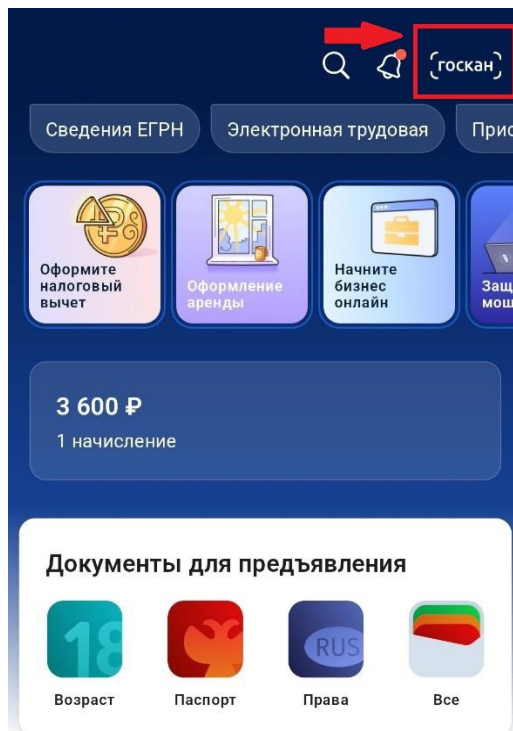 госкан
Сведения ЕГРН
Электронная трудовая
Оформите
налоговый
вычет
Оформление
аренды
Начните
бизнес
онлайн
3 600 ₽
1 начисление
Документы для предъявления
18
RUS
Возраст
Паспорт
Права
Все